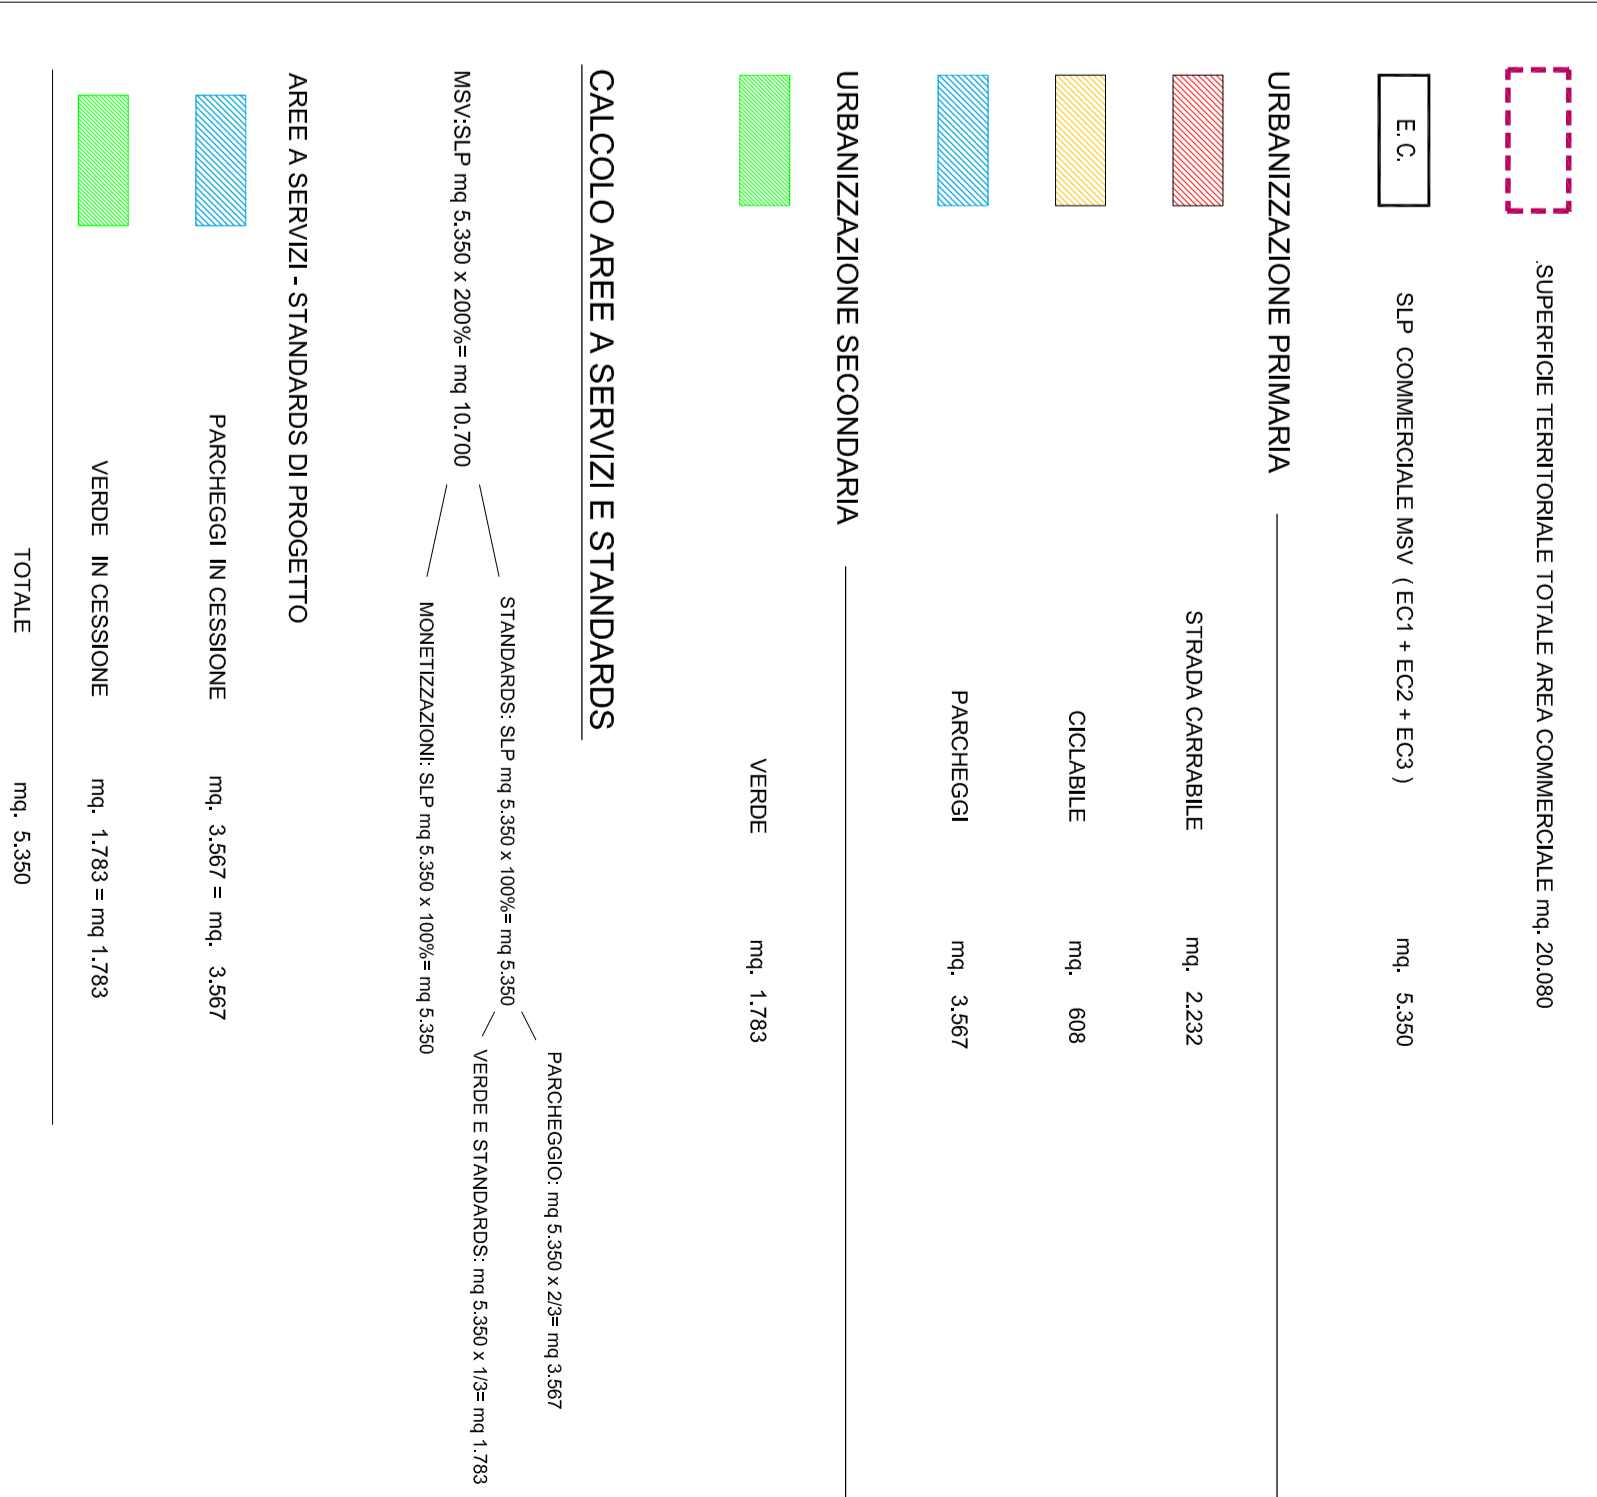 .SUPERFICIE TERRITORIALE TOTALE AREA COMMERCIALE mq. 20.080
E. C. SLP COMMERCIALE MSV ( EC1 + EC2 + EC3 ) mq. 5.350
URBANIZZAZIONE PRIMARIA
STRADA CARRABILE mq. 2.232
CICLABILE mq. 608
PARCHEGGI mq. 3.567
URBANIZZAZIONE SECONDARIA
VERDE mq. 1.783
CALCOLO AREE A SERVIZI E STANDARDS
PARCHEGGIO: mq 5.350 x 2/3= mq 3.567
STANDARDS: SLP mq 5.350 x 100%= mq 5.350
VERDE E STANDARDS: mq 5.350 x 1/3= mq 1.783
MSV:SLP mq 5.350 x 200%= mq 10.700
MONETIZZAZIONI: SLP mq 5.350 x 100%= mq 5.350
AREE A SERVIZI - STANDARDS DI PROGETTO
PARCHEGGI IN CESSIONE mq. 3.567 = mq. 3.567
VERDE IN CESSIONE mq. 1.783 = mq 1.783
TOTALE mq. 5.350